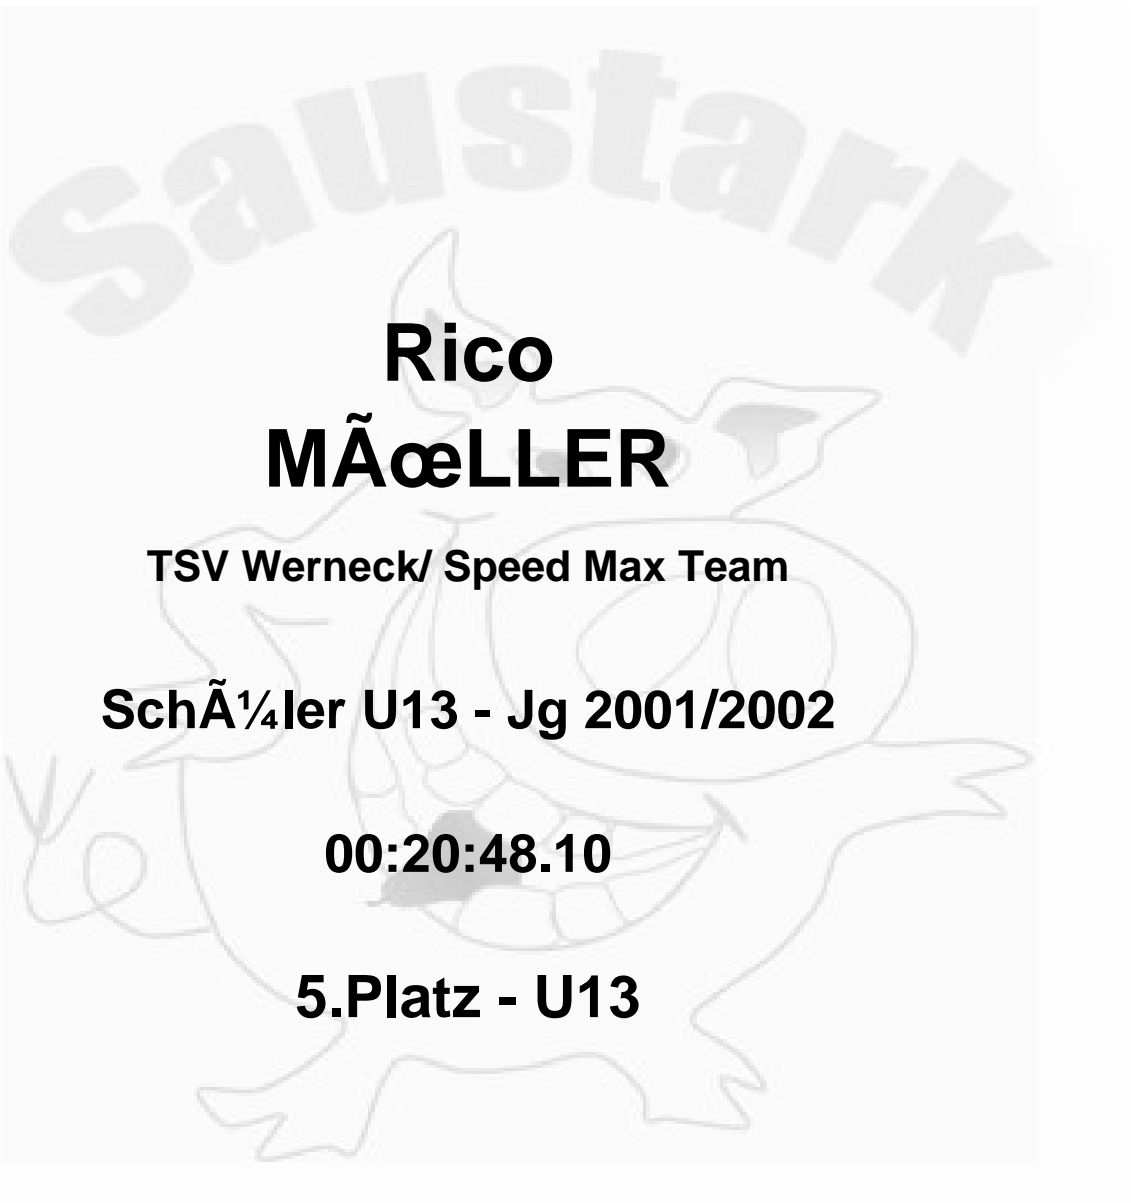 Saustark
Rico
MÃœLLER
TSV Werneck/ Speed Max Team
SchÃ¼ler U13 - Jg 2001/2002
00:20:48.10
5.Platz - U13